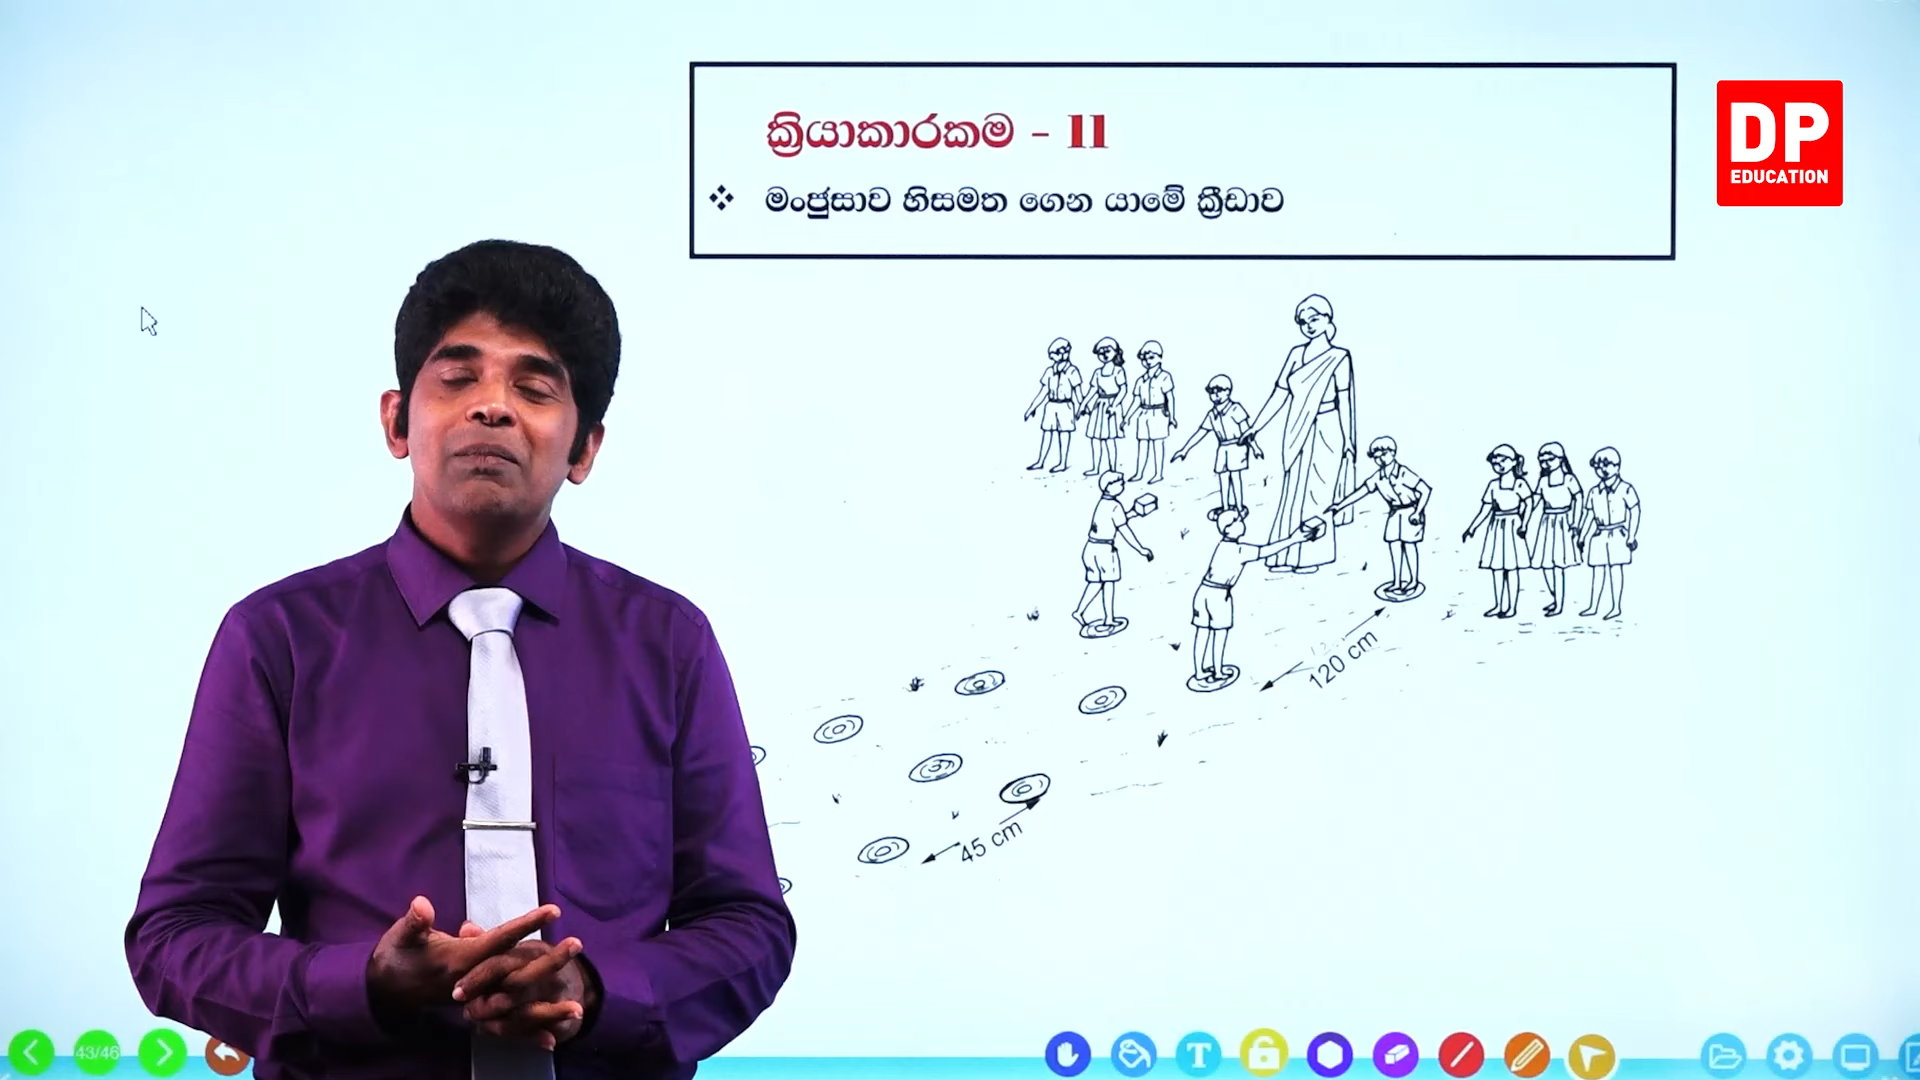 ක්‍රියාකාරකම - 11
❖ මංජුසාව හිසමත ගෙන යාමේ ක්‍රීඩාව
DP
EDUCATION
120 cm
45 cm
43/46
T